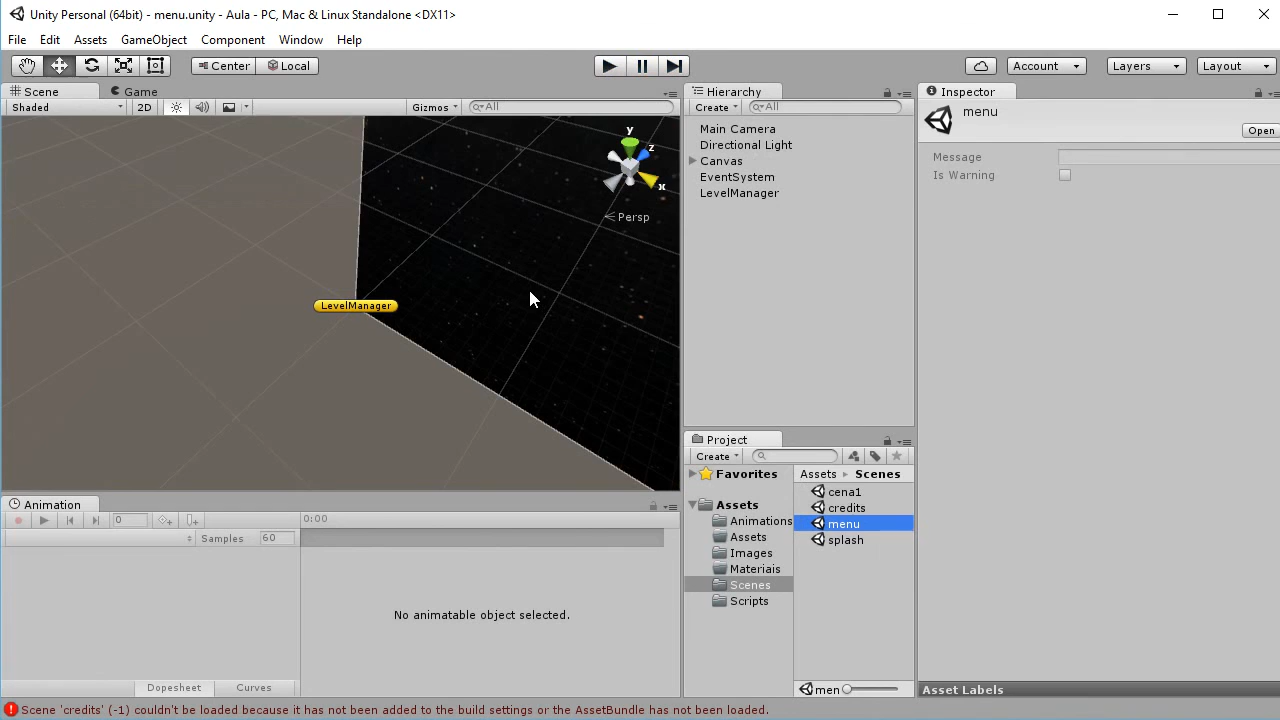 Unity Personal (64bit) - menu.unity - Aula - PC, Mac & Linux Standalone <DX11>
File Edit Assets GameObject Component Window Help
Center Local Account Layers Layout
Scene Game
Shaded 2D Gizmos All
y
z
x
Persp
LevelManager
Hierarchy
Create All
Main Camera
Directional Light
Canvas
EventSystem
LevelManager
Inspector
menu
Open
Message
Is Warning
Project
Create
Favorites
Assets
Animations
Assets
Images
Materiais
Scenes
Scripts
Assets Scenes
cena1
credits
menu
splash
men
Asset Labels
Animation
0 0:00
Samples 60
No animatable object selected.
Dopesheet Curves
Scene 'credits' (-1) couldn't be loaded because it has not been added to the build settings or the AssetBundle has not been loaded.